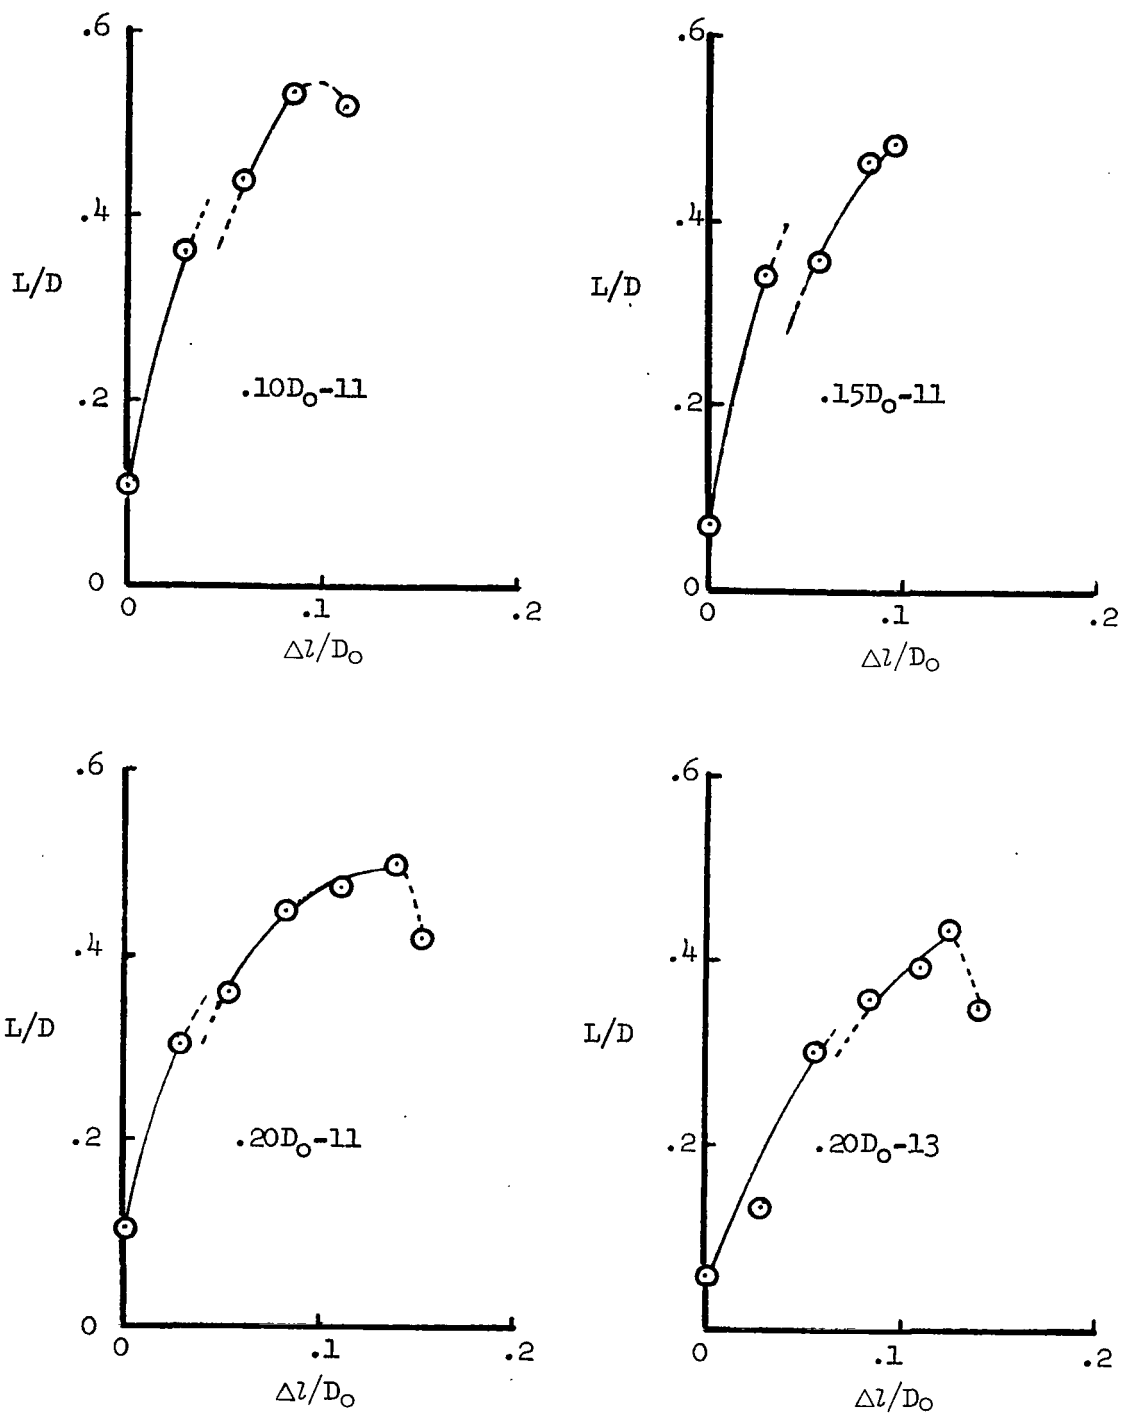 .6
.4
L/D
.2
0
.10D₀-11
0 .1 .2
Δl/D₀
.6
.4
L/D
.2
0
.15D₀-11
0 .1 .2
Δl/D₀
.6
.4
L/D
.2
0
.20D₀-11
0 .1 .2
Δl/D₀
.6
.4
L/D
.2
.20D₀-13
0 .1 .2
Δl/D₀